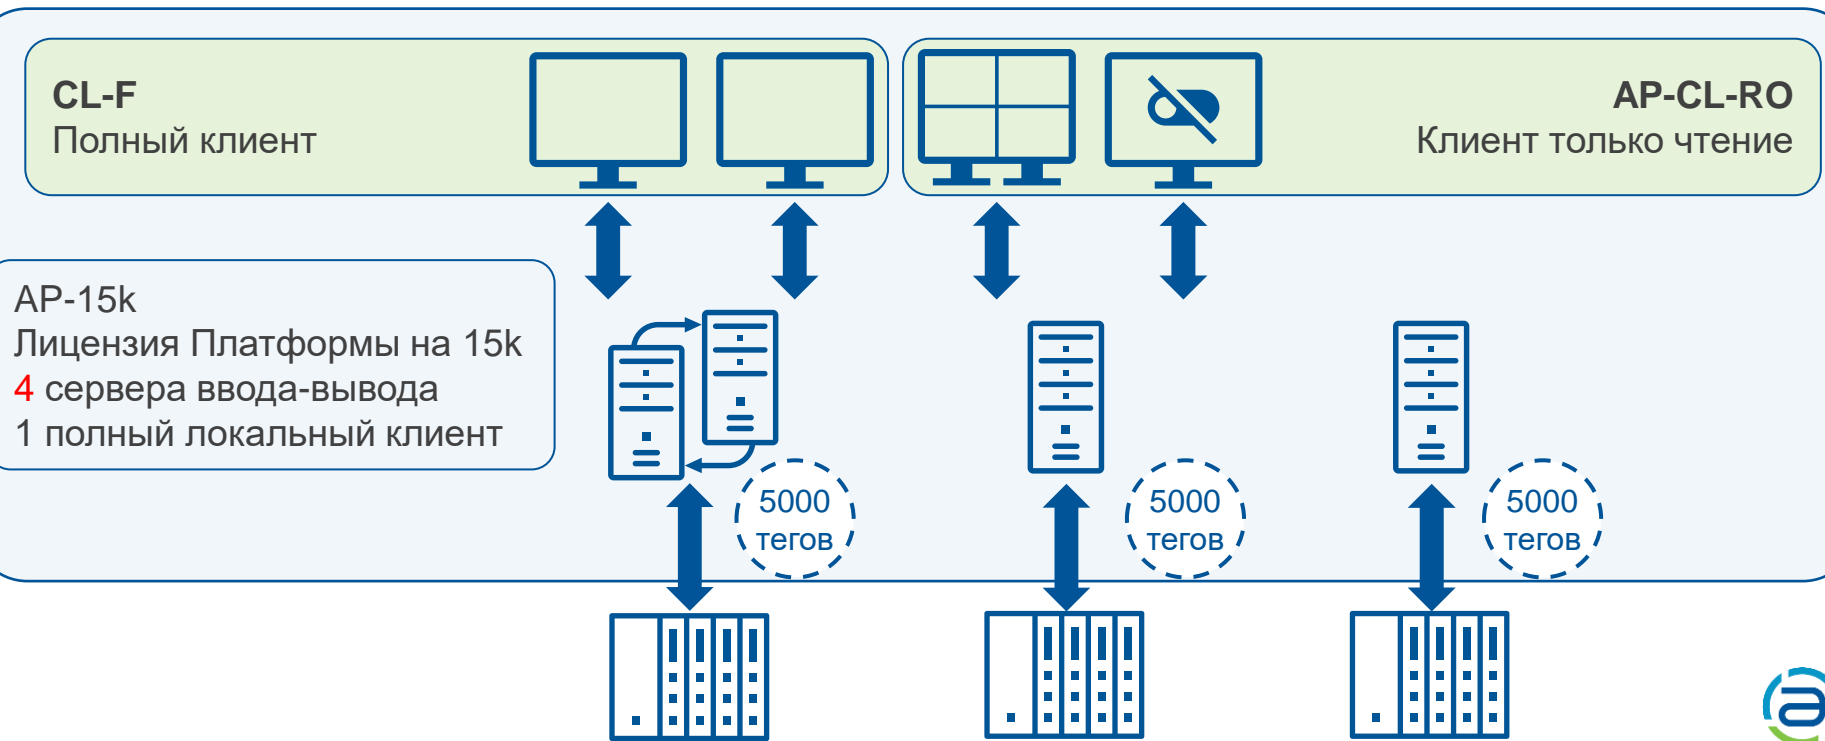 CL-F
Полный клиент
AP-CL-RO
Клиент только чтение
AP-15k
Лицензия Платформы на 15k
4 сервера ввода-вывода
1 полный локальный клиент
5000
тегов
5000
тегов
5000
тегов